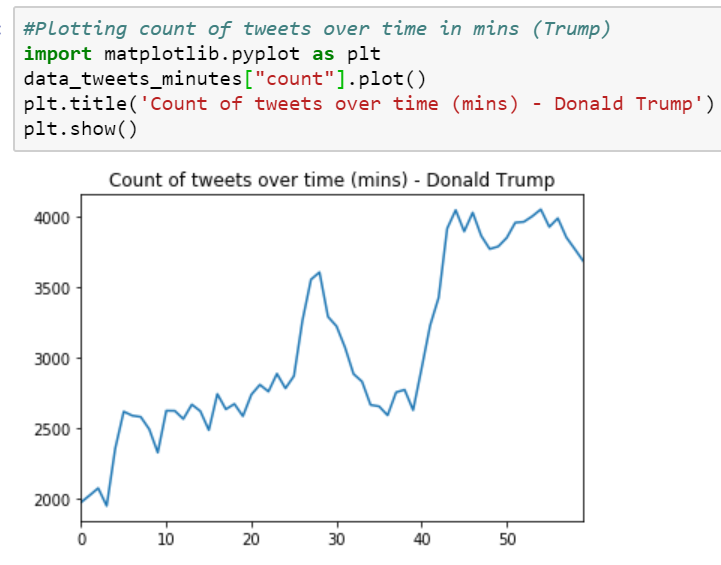 #Plotting count of tweets over time in mins (Trump)
import matplotlib.pyplot as plt
data_tweets_minutes["count"].plot()
plt.title('Count of tweets over time (mins) - Donald Trump')
plt.show()
Count of tweets over time (mins) - Donald Trump
4000
3500
3000
2500
2000
0 10 20 30 40 50